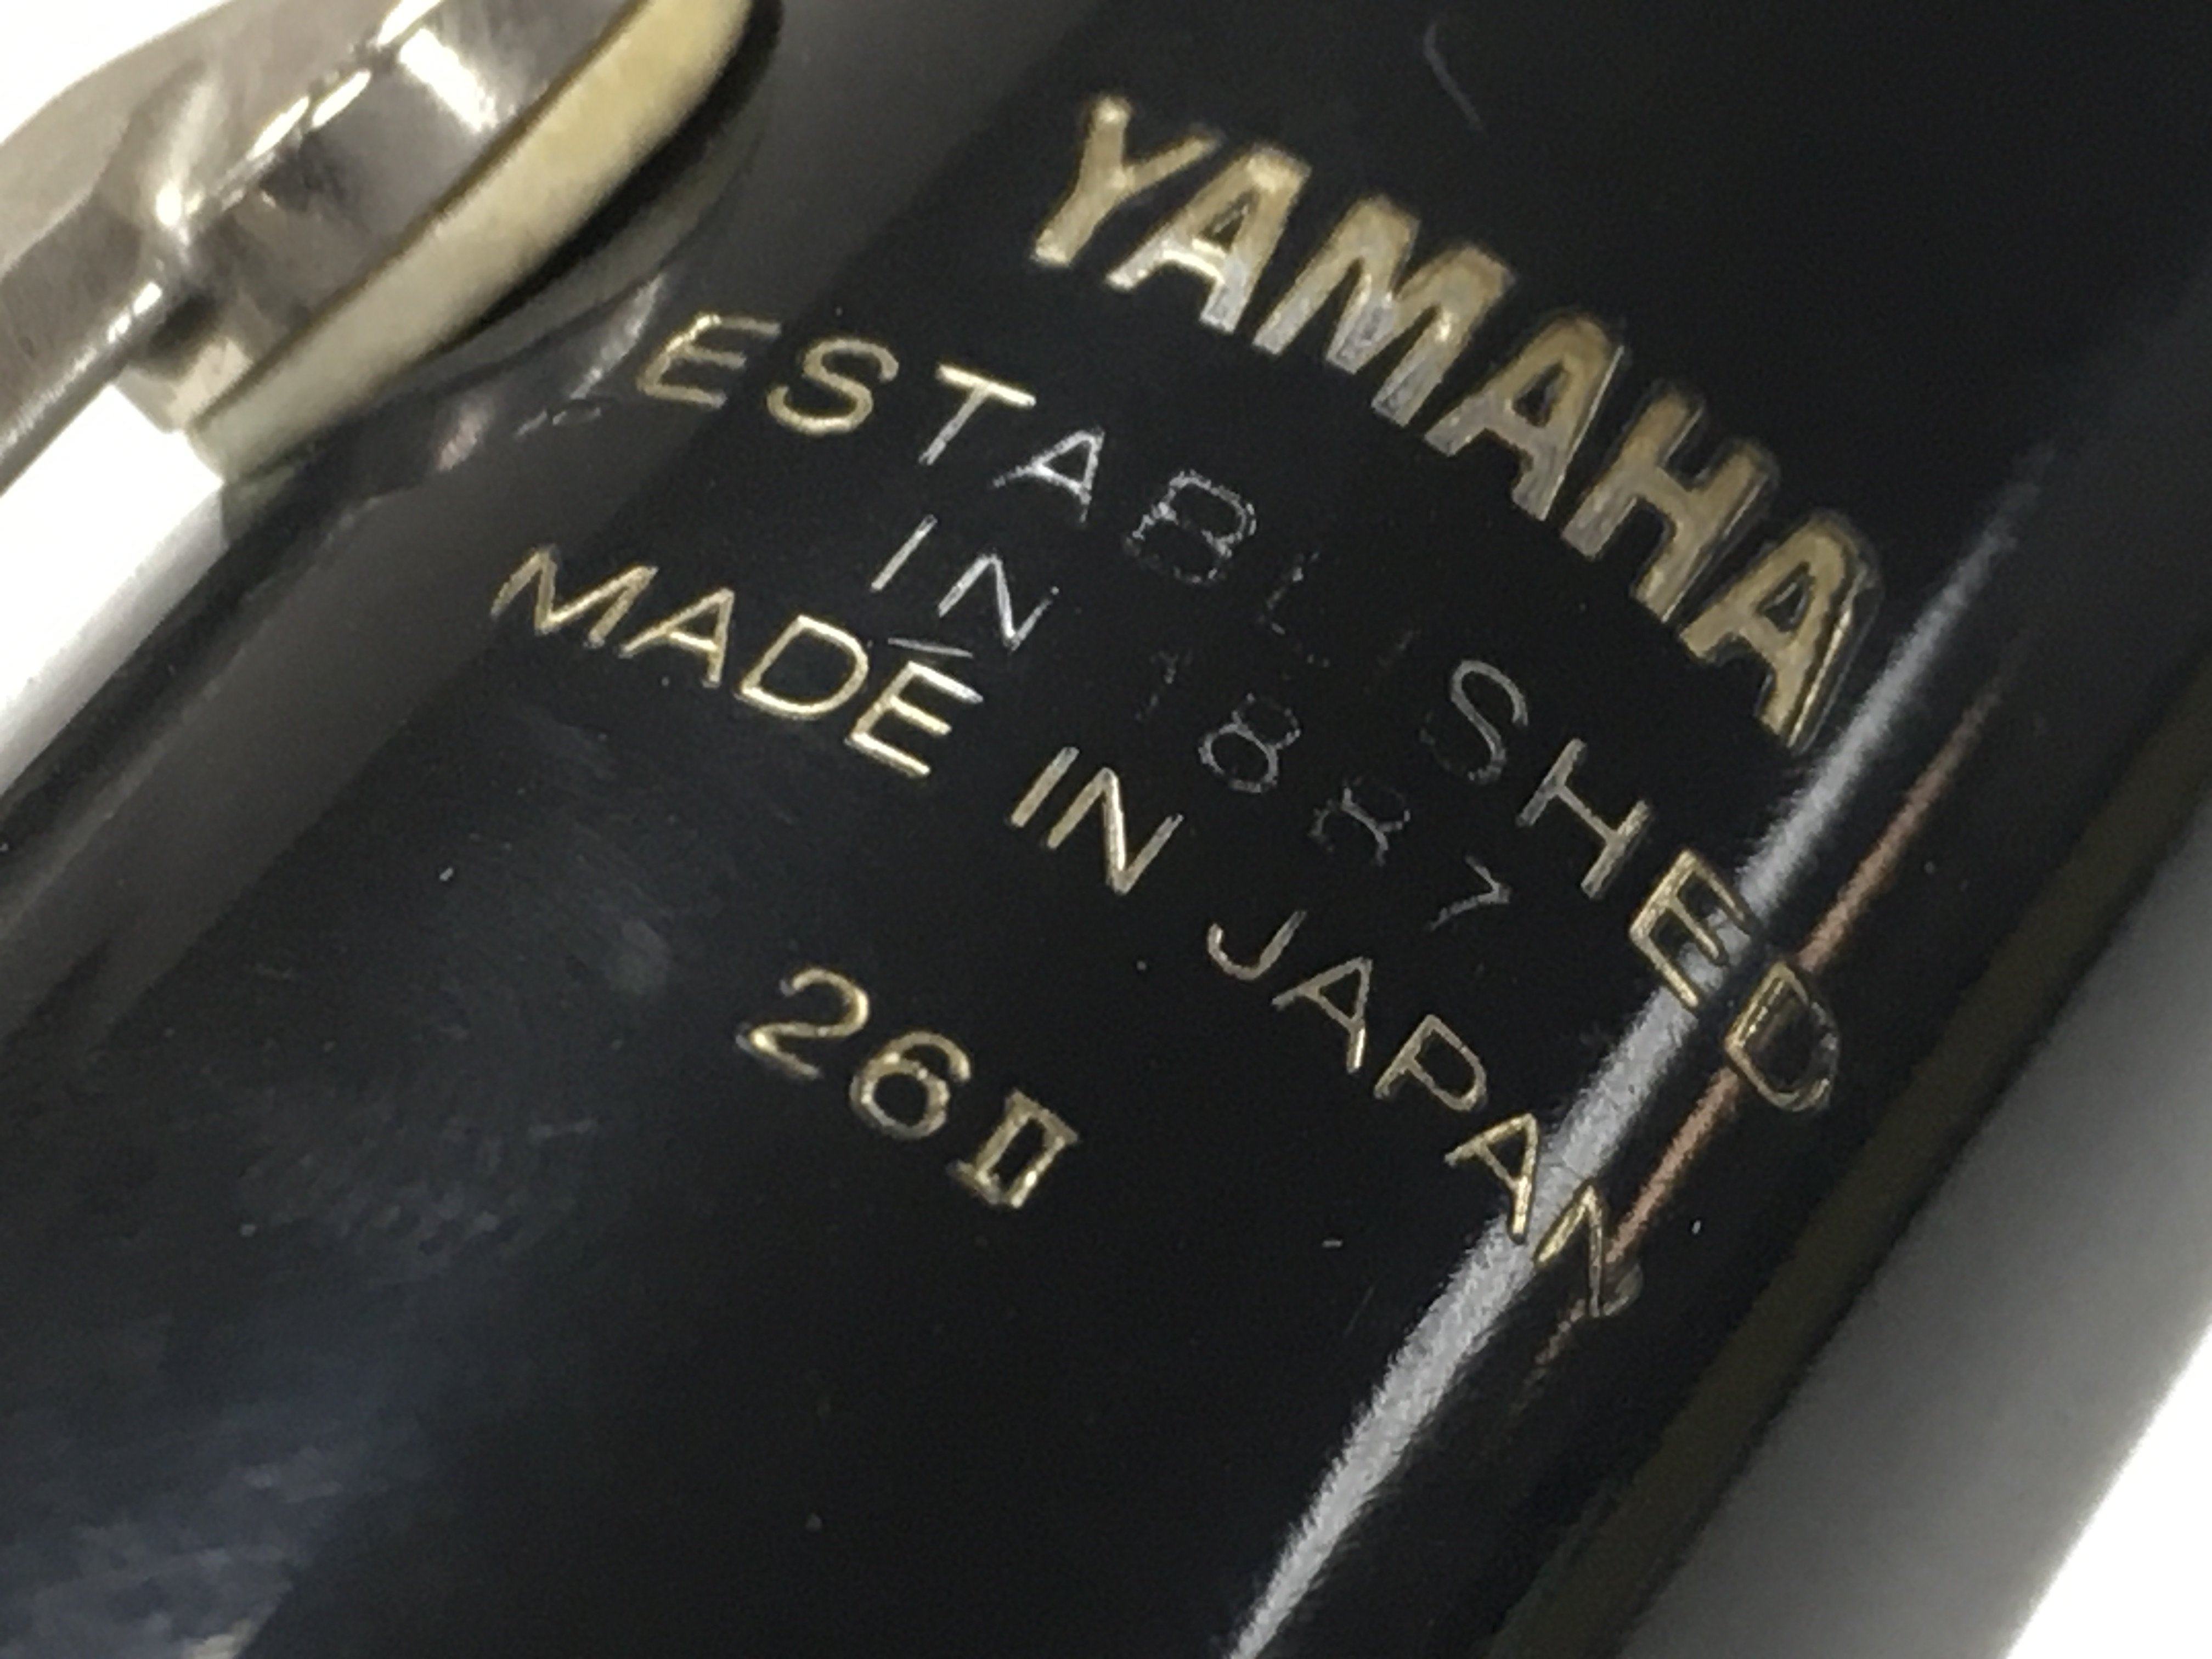 YAMAHA
ESTABLISHED
IN 1887
MADE IN JAPAN
26II